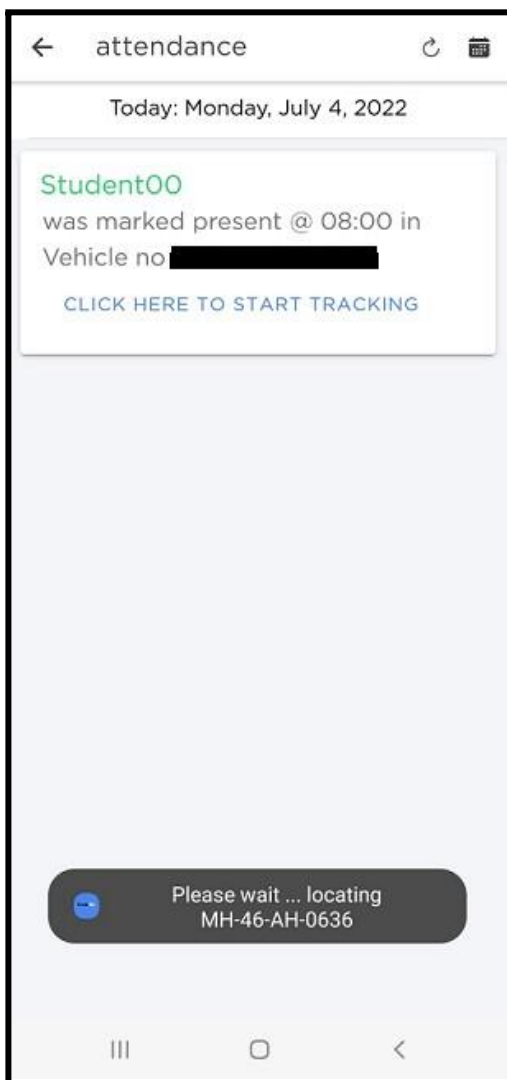 attendance
Today: Monday, July 4, 2022
Student00
was marked present @ 08:00 in
Vehicle no
CLICK HERE TO START TRACKING
Please wait ... locating
MH-46-AH-0636